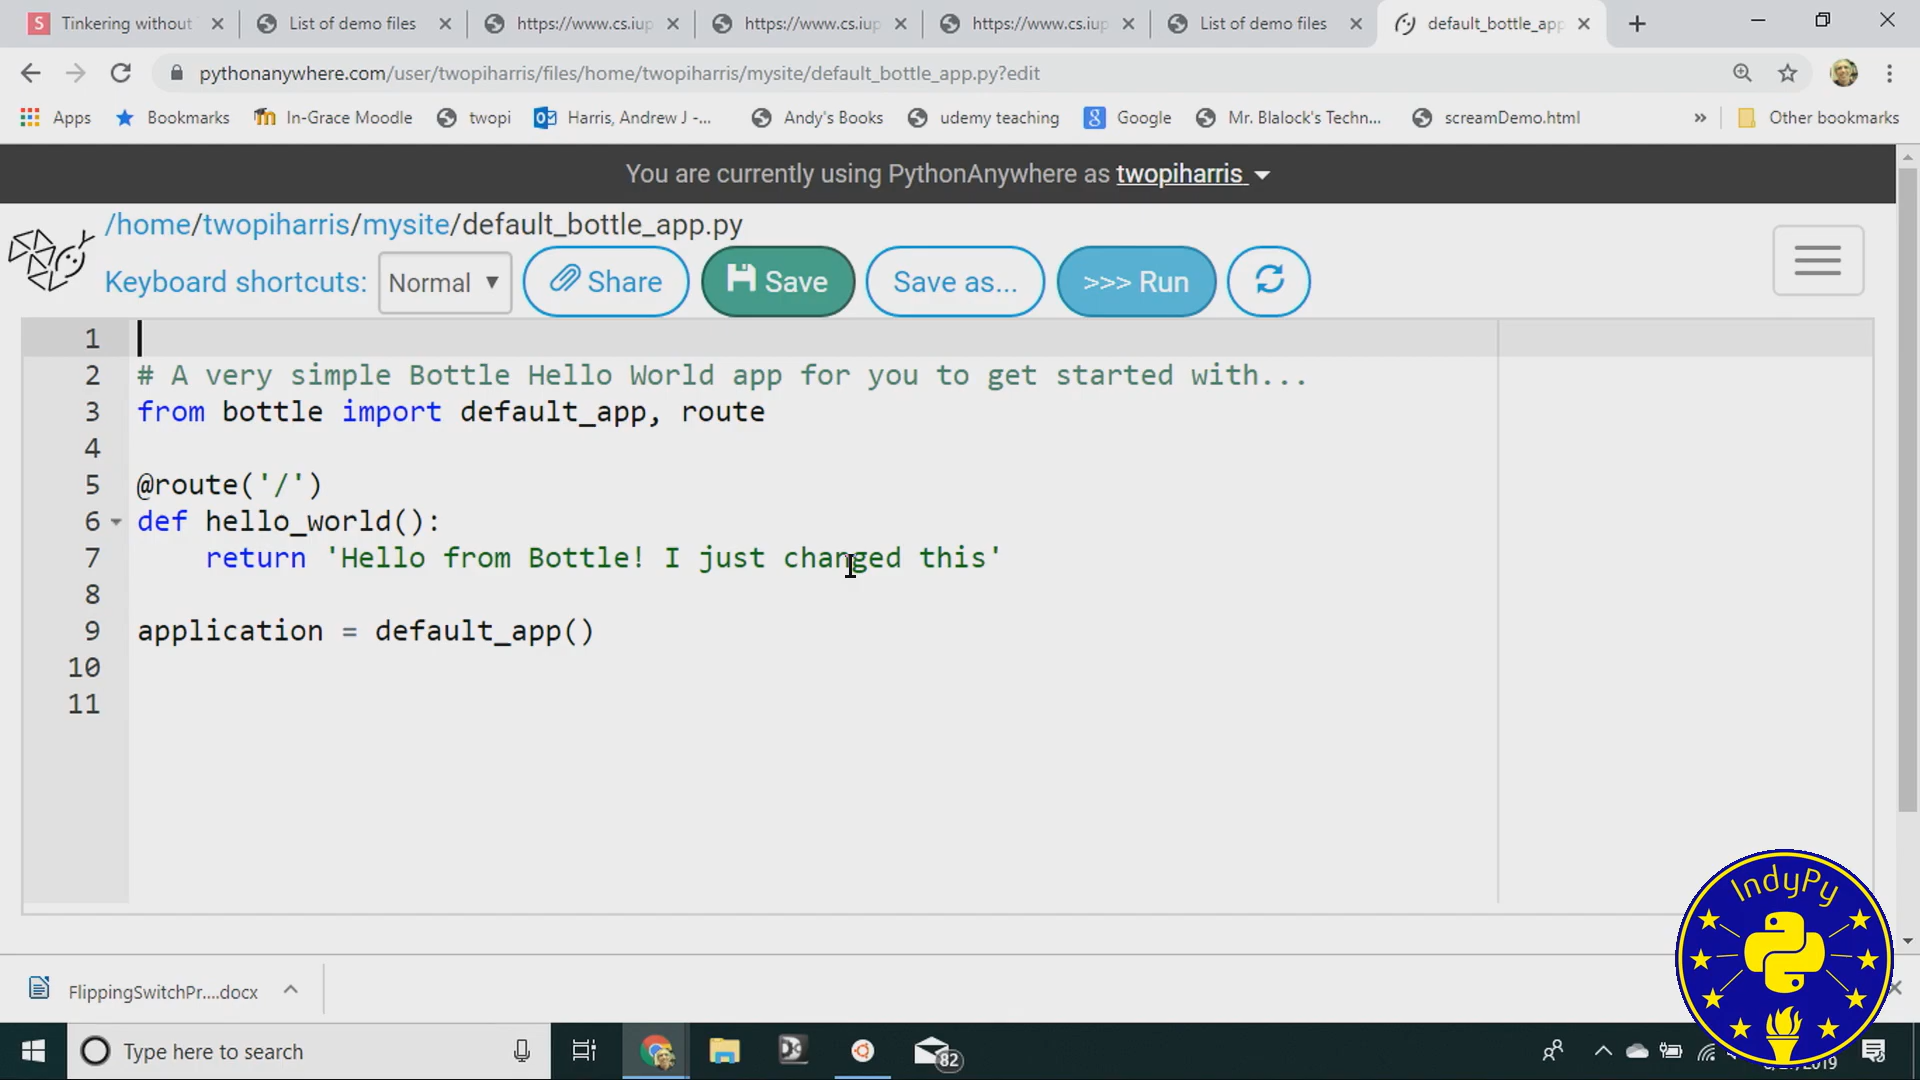 Tinkering without
List of demo files
https://www.cs.iup
https://www.cs.iup
https://www.cs.iup
List of demo files
default_bottle_app
pythonanywhere.com/user/twopiharris/files/home/twopiharris/mysite/default_bottle_app.py?edit
Apps
Bookmarks
In-Grace Moodle
twopi
Harris, Andrew J -...
Andy's Books
udemy teaching
Google
Mr. Blalock's Techn...
screamDemo.html
»
Other bookmarks
You are currently using PythonAnywhere as twopiharris
/home/twopiharris/mysite/default_bottle_app.py
Keyboard shortcuts: Normal
Share
Save
Save as...
>>> Run
1
2 # A very simple Bottle Hello World app for you to get started with...
3 from bottle import default_app, route
4
5 @route('/')
6 def hello_world():
7 return 'Hello from Bottle! I just changed this'
8
9 application = default_app()
10
11
IndyPy
FlippingSwitchPr....docx
Type here to search
82